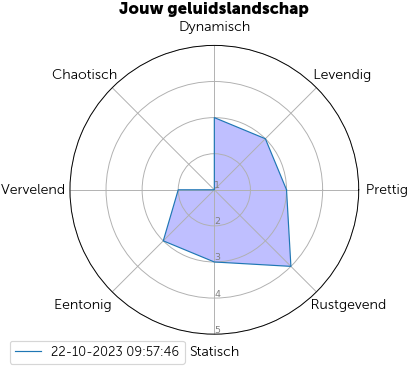 Jouw geluidslandschap
Dynamisch
Chaotisch
Levendig
Vervelend
1
Prettig
2
3
4
Eentonig
Rustgevend
5
22-10-2023 09:57:46
Statisch